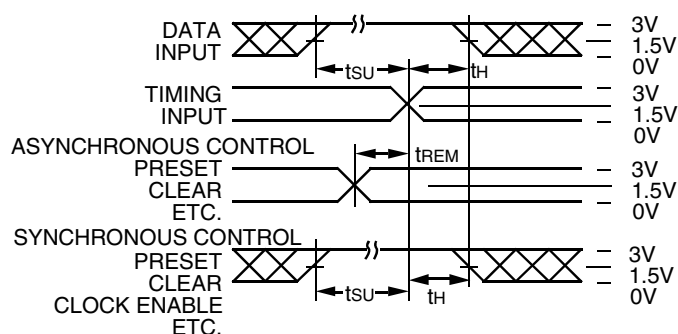 DATA
INPUT
3V
1.5V
0V
tSU
tH
TIMING
INPUT
3V
1.5V
0V
ASYNCHRONOUS CONTROL
tREM
PRESET
CLEAR
ETC.
3V
1.5V
0V
SYNCHRONOUS CONTROL
PRESET
CLEAR
CLOCK ENABLE
ETC.
3V
1.5V
0V
tSU
tH